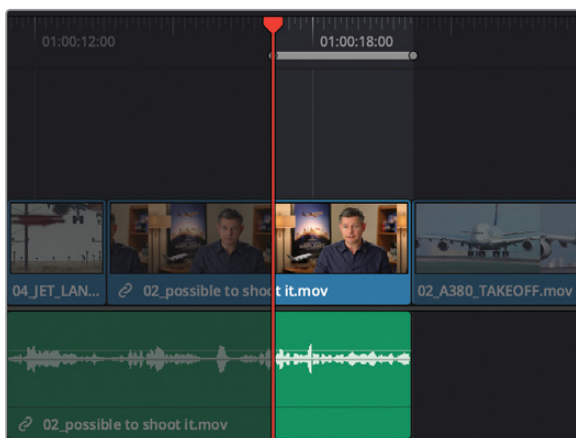 01:00:12:00 01:00:18:00
04_JET_LAN... 02_possible to shoot it.mov 02_A380_TAKEOFF.mov
02_possible to shoot it.mov